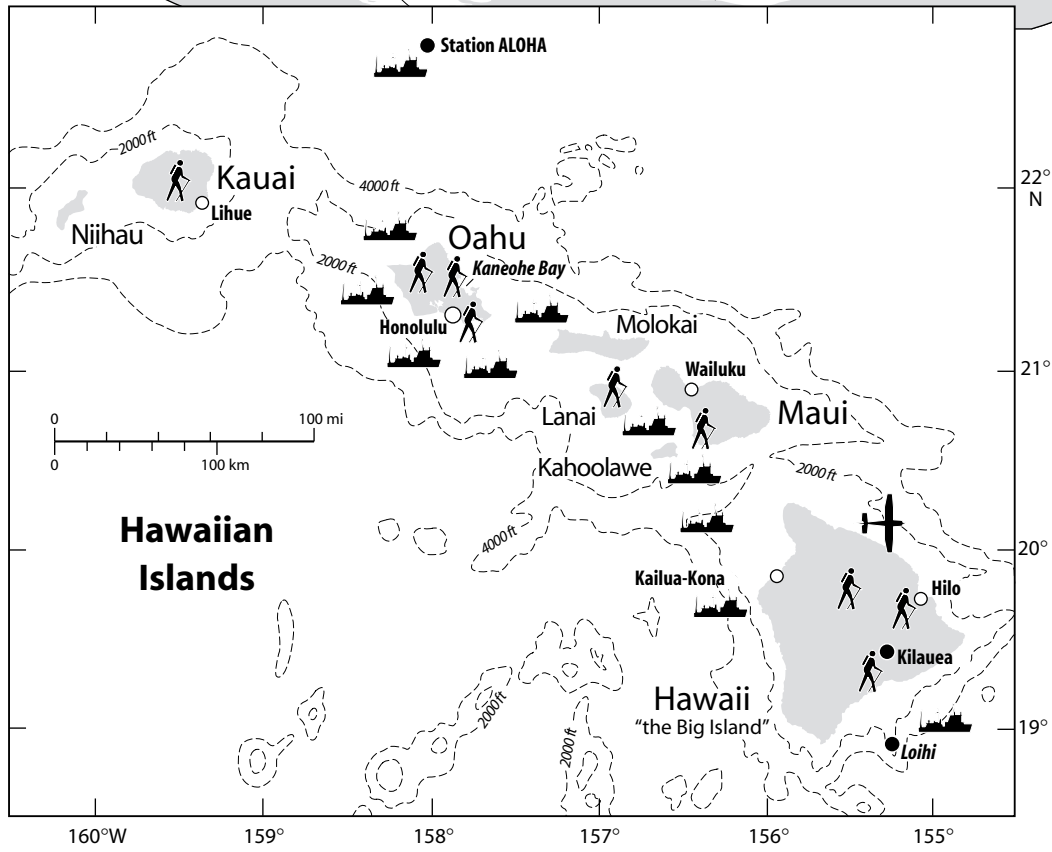 Station ALOHA
2000 ft
Kauai
22°
N
4000 ft
Lihue
Niihau
Oahu
2000 ft
Kaneohe Bay
Honolulu
Molokai
Wailuku
21°
0
100 mi
Lanai
Maui
0
100 km
Kahoolawe
2000 ft
Hawaiian
Islands
4000 ft
20°
Kailua-Kona
Hilo
Kilauea
2000 ft
Hawaii
"the Big Island"
2000 ft
19°
Loihi
160°W
159°
158°
157°
156°
155°